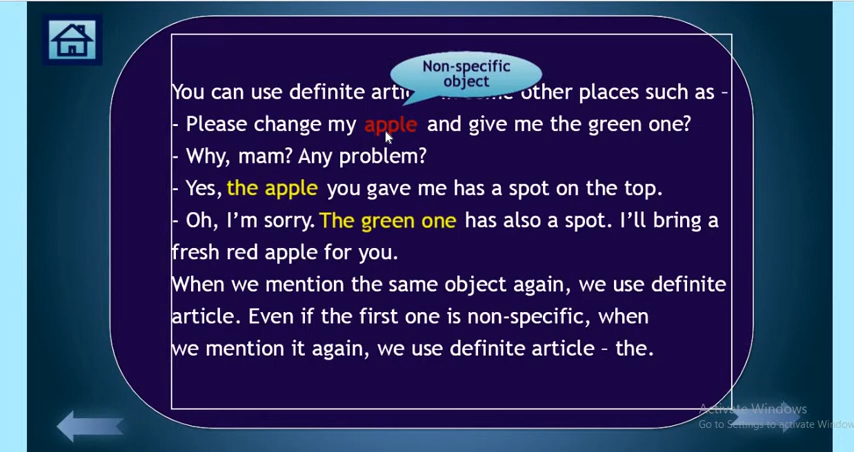 Non-specific
object
You can use definite other places such as –
- Please change my apple and give me the green one?
- Why, mam? Any problem?
- Yes, the apple you gave me has a spot on the top.
- Oh, I'm sorry. The green one has also a spot. I'll bring a
fresh red apple for you.
When we mention the same object again, we use definite
article. Even if the first one is non-specific, when
we mention it again, we use definite article – the.
Activate Windows
Go to Settings to activate Window